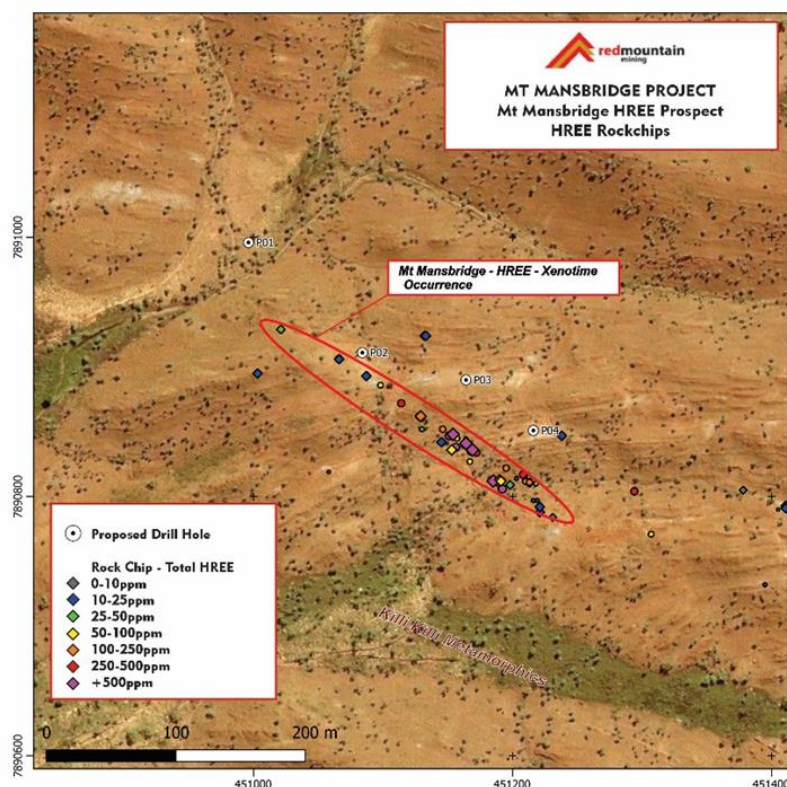 redmountain
mining
MT MANSBRIDGE PROJECT
Mt Mansbridge HREE Prospect
HREE Rockchips
7891000
P01
Mt Mansbridge - HREE - Xenotime
Occurrence
P02
P03
P04
7890800
Proposed Drill Hole
Rock Chip - Total HREE
0-10ppm
10-25ppm
25-50ppm
50-100ppm
100-250ppm
250-500ppm
+500ppm
Killi Killi Metamorphics
0 100 200 m
7890600
451000 451200 451400